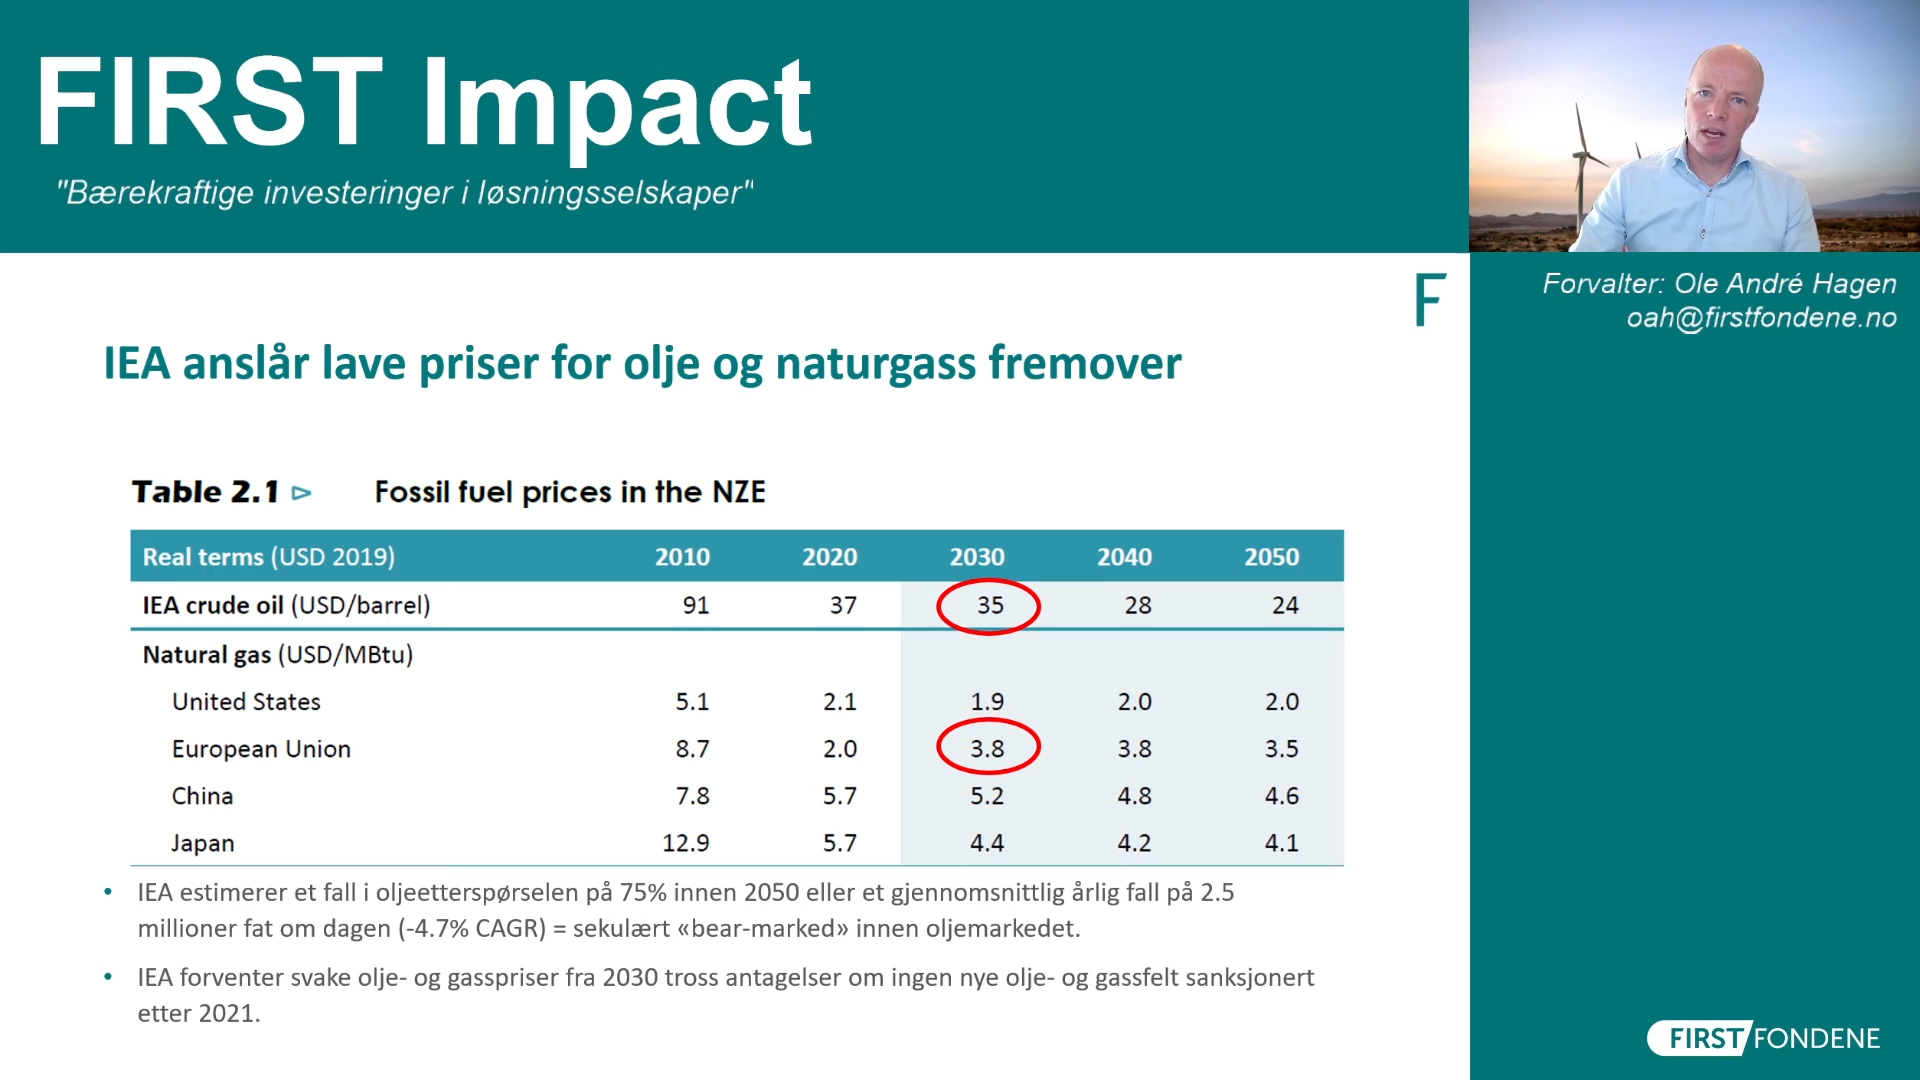 FIRST Impact
"Bærekraftige investeringer i løsningsselskaper"
Forvalter: Ole André Hagen
oah@firstfondene.no
F
IEA anslår lave priser for olje og naturgass fremover
Table 2.1 ⊳ Fossil fuel prices in the NZE
Real terms (USD 2019) 2010 2020 2030 2040 2050
IEA crude oil (USD/barrel) 91 37 35 28 24
Natural gas (USD/MBtu)
United States 5.1 2.1 1.9 2.0 2.0
European Union 8.7 2.0 3.8 3.8 3.5
China 7.8 5.7 5.2 4.8 4.6
Japan 12.9 5.7 4.4 4.2 4.1
• IEA estimerer et fall i oljeetterspørselen på 75% innen 2050 eller et gjennomsnittlig årlig fall på 2.5
millioner fat om dagen (-4.7% CAGR) = sekulært «bear-marked» innen oljemarkedet.
• IEA forventer svake olje- og gasspriser fra 2030 tross antagelser om ingen nye olje- og gassfelt sanksjonert
etter 2021.
FIRST FONDENE